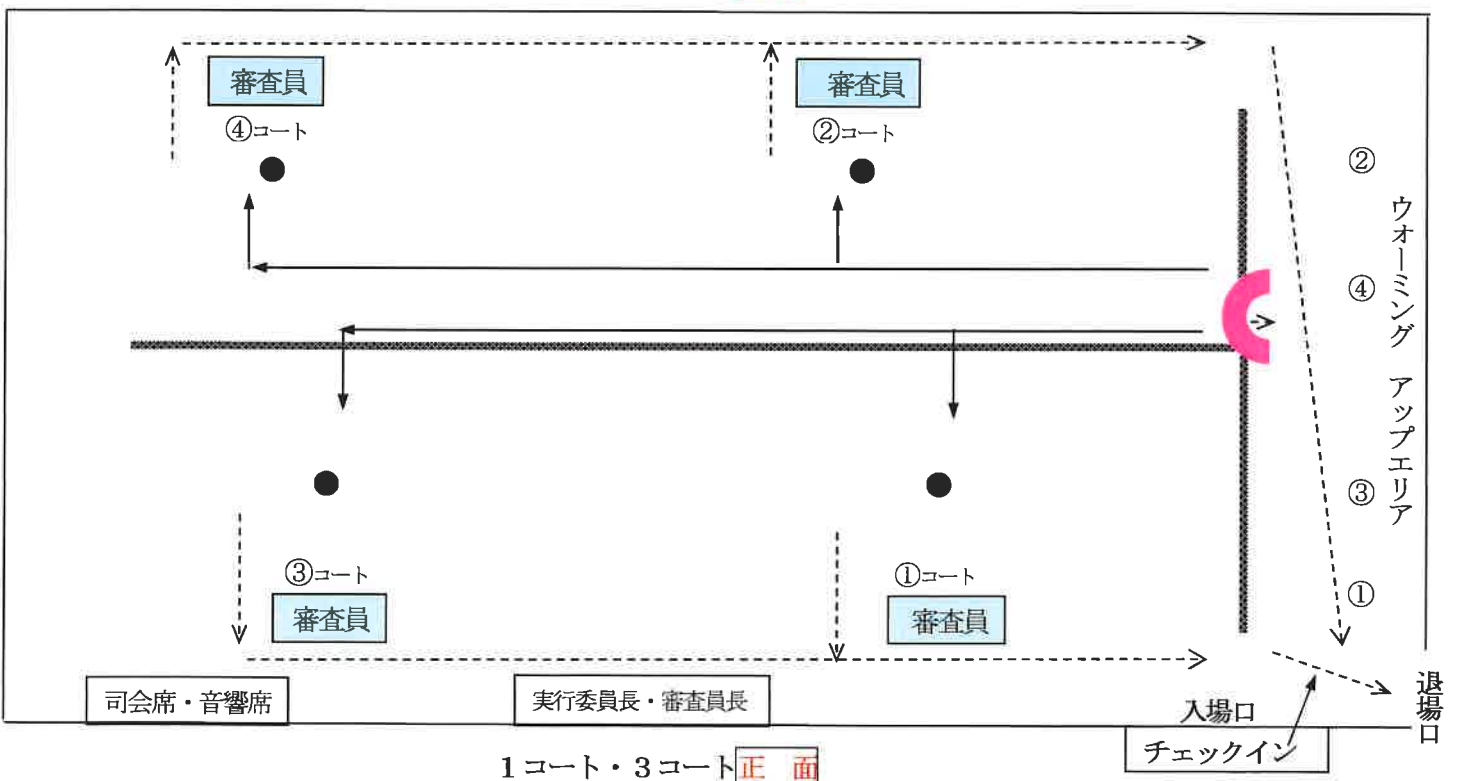 審査員
審査員
④コート
②コート
②
④
ウォーミング アップエリア
③
①
③コート
①コート
審査員
審査員
司会席・音響席
実行委員長・審査員長
入場口
退場口
チェックイン
1コート・3コート正 面